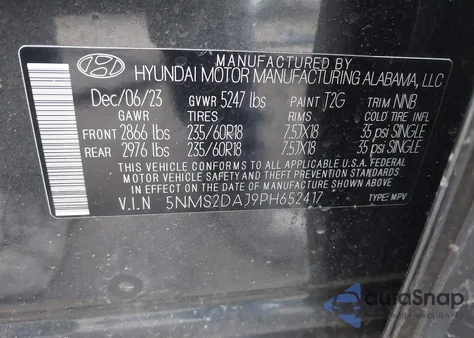 MANUFACTURED BY
HYUNDAI MOTOR MANUFACTURING ALABAMA, LLC
Dec/06/23 GVWR 5247 lbs PAINT T2G TRIM NNB
GAWR TIRES RIMS COLD TIRE INFL
FRONT 2866 lbs 235/60R18 7.5JX18 35 psi SINGLE
REAR 2976 lbs 235/60R18 7.5JX18 35 psi SINGLE
THIS VEHICLE CONFORMS TO ALL APPLICABLE U.S.A. FEDERAL
MOTOR VEHICLE SAFETY AND THEFT PREVENTION STANDARDS
IN EFFECT ON THE DATE OF MANUFACTURE SHOWN ABOVE.
V.I.N 5NMS2DAJ9PH652417 TYPE: MPV
autoSnap